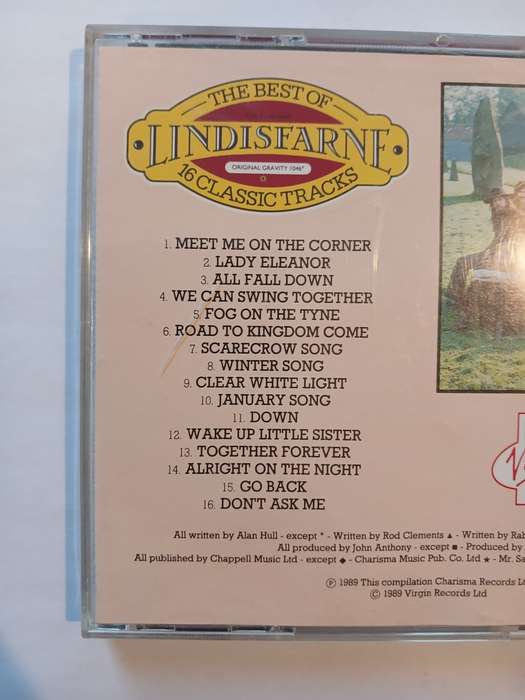 THE BEST OF
LINDISFARNE
ORIGINAL GRAVITY 1046°
16 CLASSIC TRACKS
1. MEET ME ON THE CORNER
2. LADY ELEANOR
3. ALL FALL DOWN
4. WE CAN SWING TOGETHER
5. FOG ON THE TYNE
6. ROAD TO KINGDOM COME
7. SCARECROW SONG
8. WINTER SONG
9. CLEAR WHITE LIGHT
10. JANUARY SONG
11. DOWN
12. WAKE UP LITTLE SISTER
13. TOGETHER FOREVER
14. ALRIGHT ON THE NIGHT
15. GO BACK
16. DON'T ASK ME
All written by Alan Hull - except * - Written by Rod Clements ▲ - Written by Rab
All produced by John Anthony - except ■ - Produced by
All published by Chappell Music Ltd - except ◆ - Charisma Music Pub. Co. Ltd ★ - Mr. Sa
℗ 1989 This compilation Charisma Records Lt
© 1989 Virgin Records Ltd